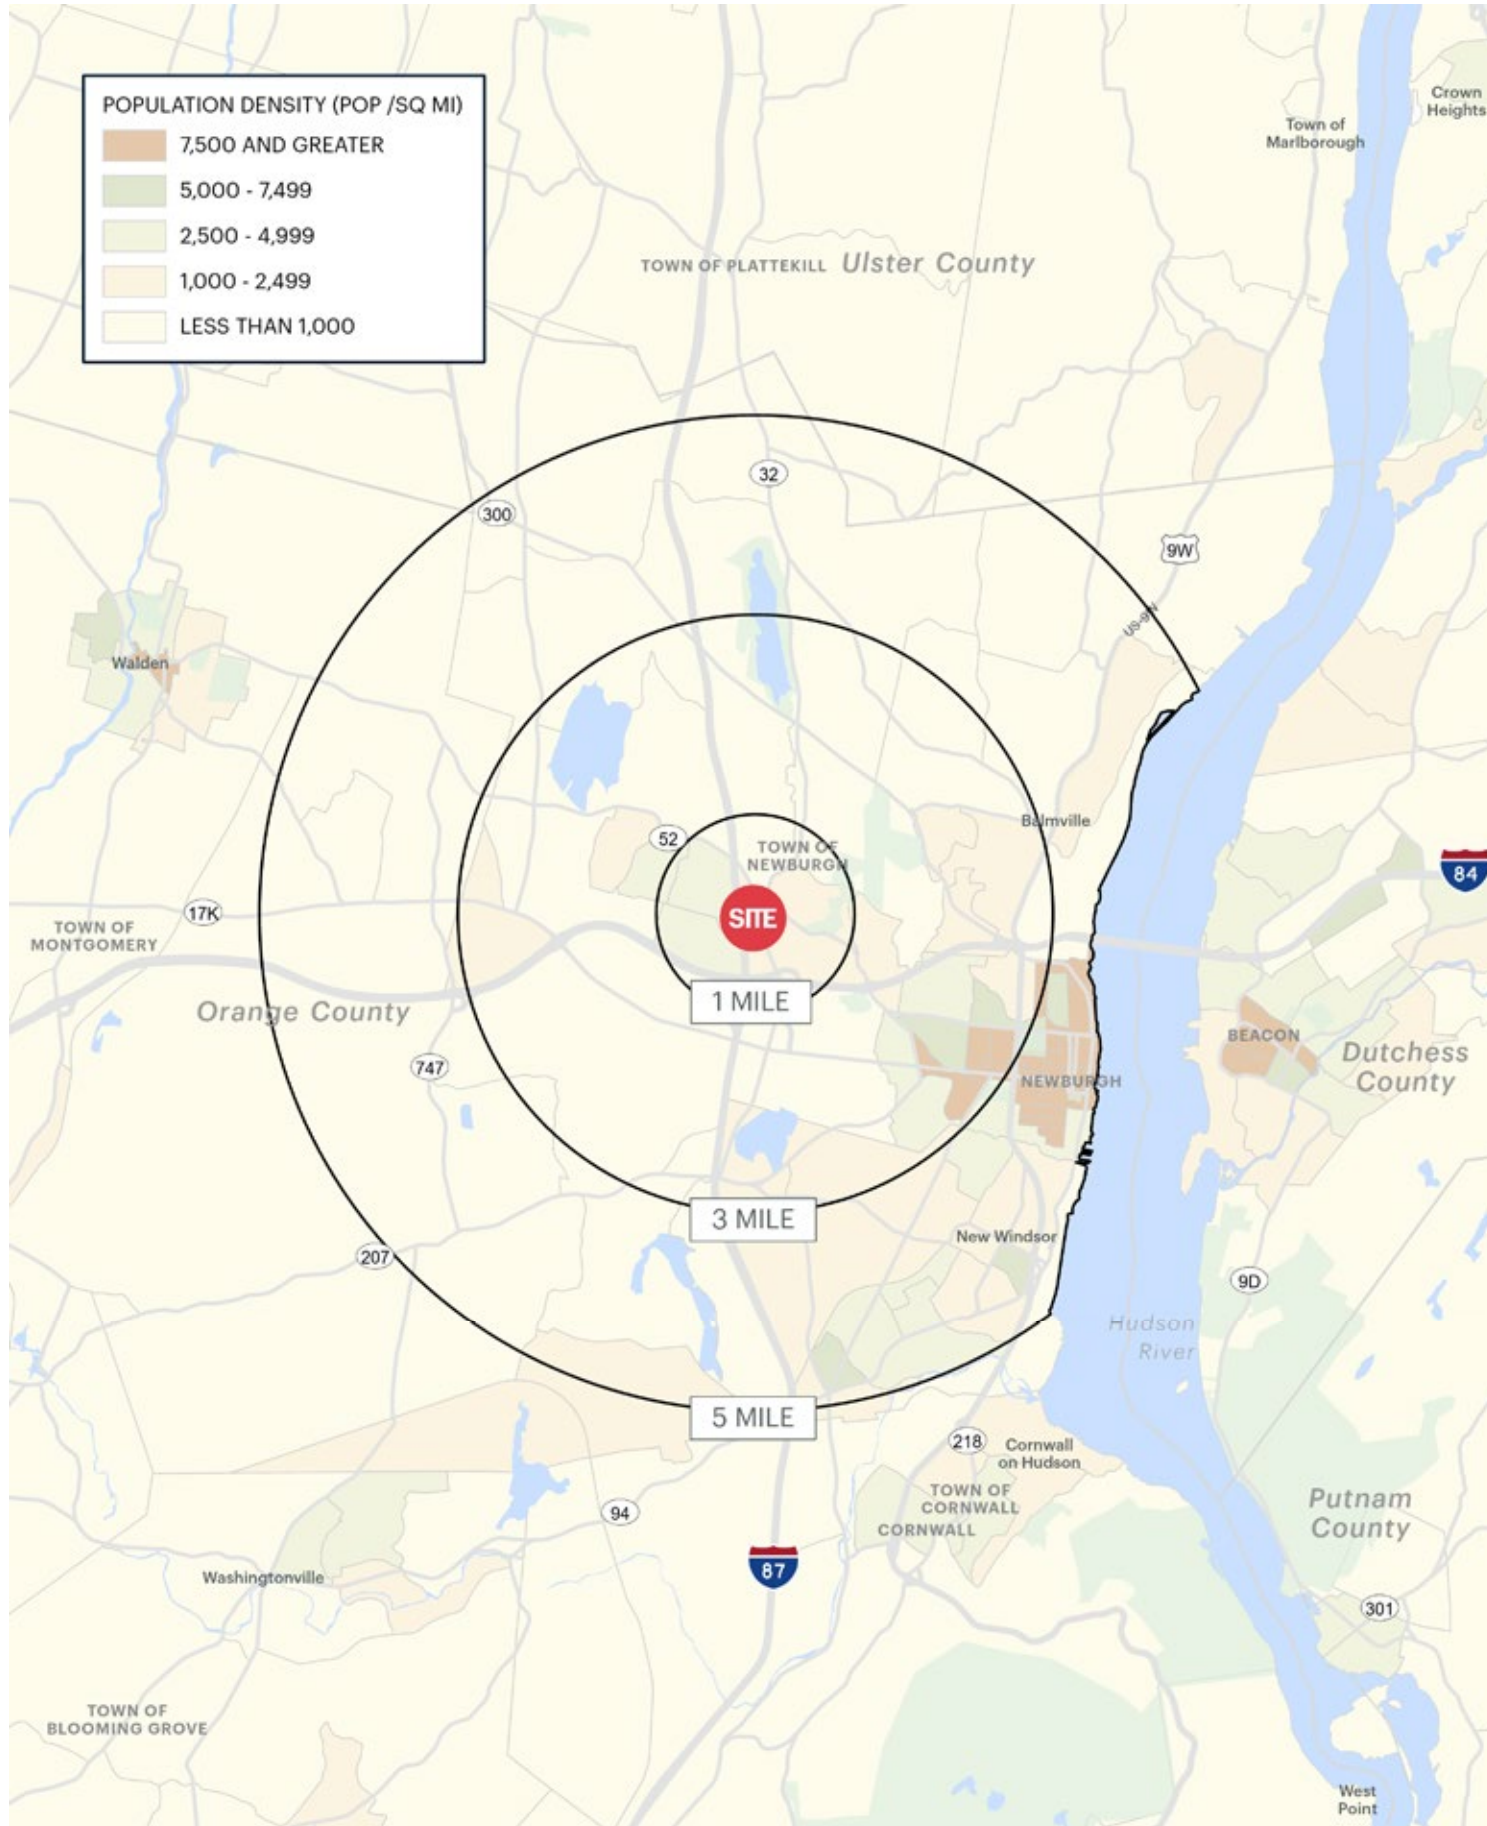 POPULATION DENSITY (POP /SQ MI)
7,500 AND GREATER
5,000 - 7,499
2,500 - 4,999
1,000 - 2,499
LESS THAN 1,000
Crown
Heights
Town of
Marlborough
TOWN OF PLATTEKILL
Ulster County
32
300
9W
US-9W
Walden
Balmville
52
TOWN OF
NEWBURGH
84
17K
SITE
TOWN OF
MONTGOMERY
1 MILE
Orange County
BEACON
Dutchess
County
747
NEWBURGH
3 MILE
New Windsor
207
9D
Hudson
River
5 MILE
218
Cornwall
on Hudson
TOWN OF
CORNWALL
CORNWALL
94
Putnam
County
87
Washingtonville
301
TOWN OF
BLOOMING GROVE
West
Point